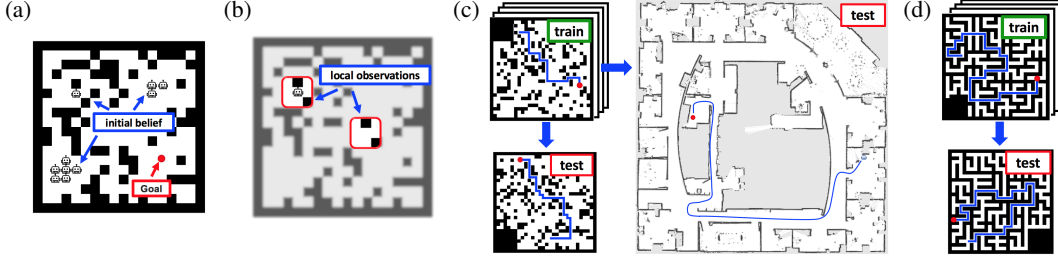 (a)
initial belief
Goal
(b)
local observations
(c)
train
test
test
(d)
train
test